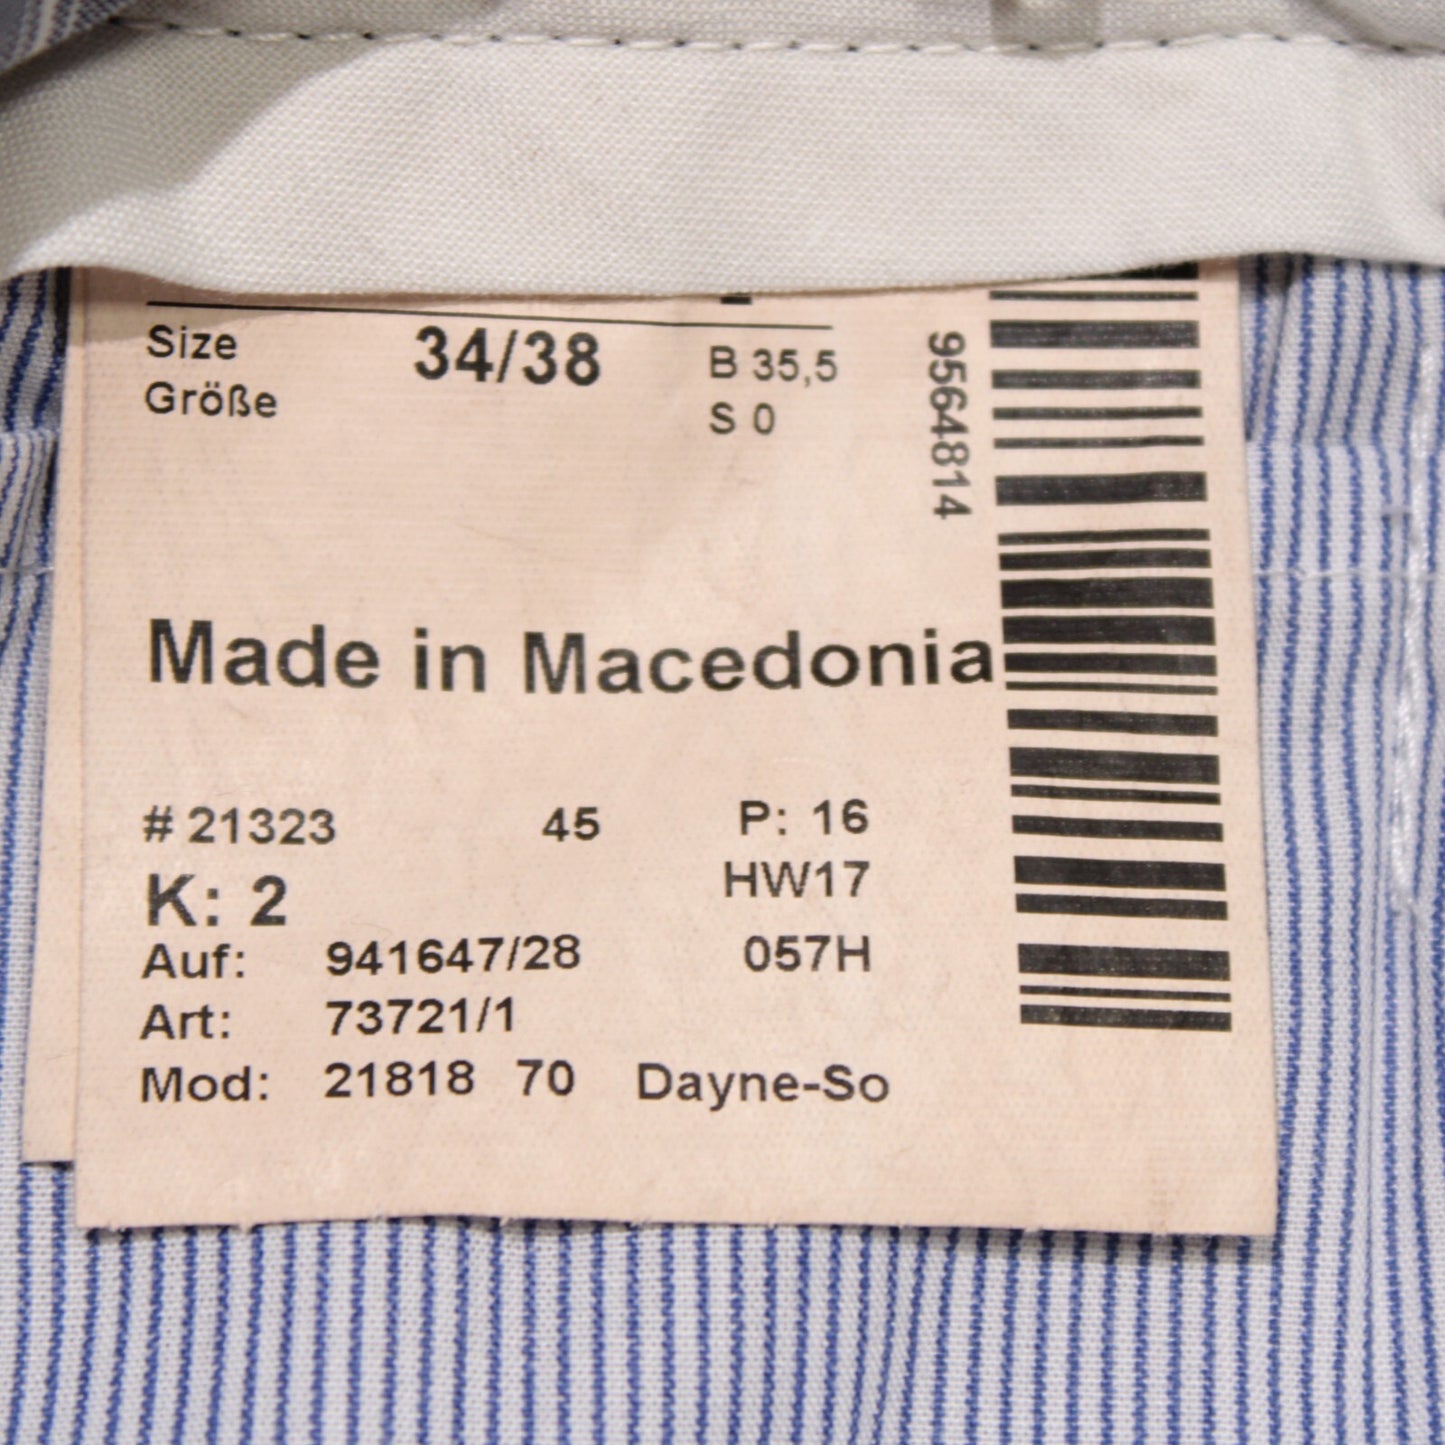 Size 34/38 B 35,5
Größe S 0
9564814
Made in Macedonia
# 21323 45 P: 16
K: 2 HW17
Auf: 941647/28 057H
Art: 73721/1
Mod: 21818 70 Dayne-So